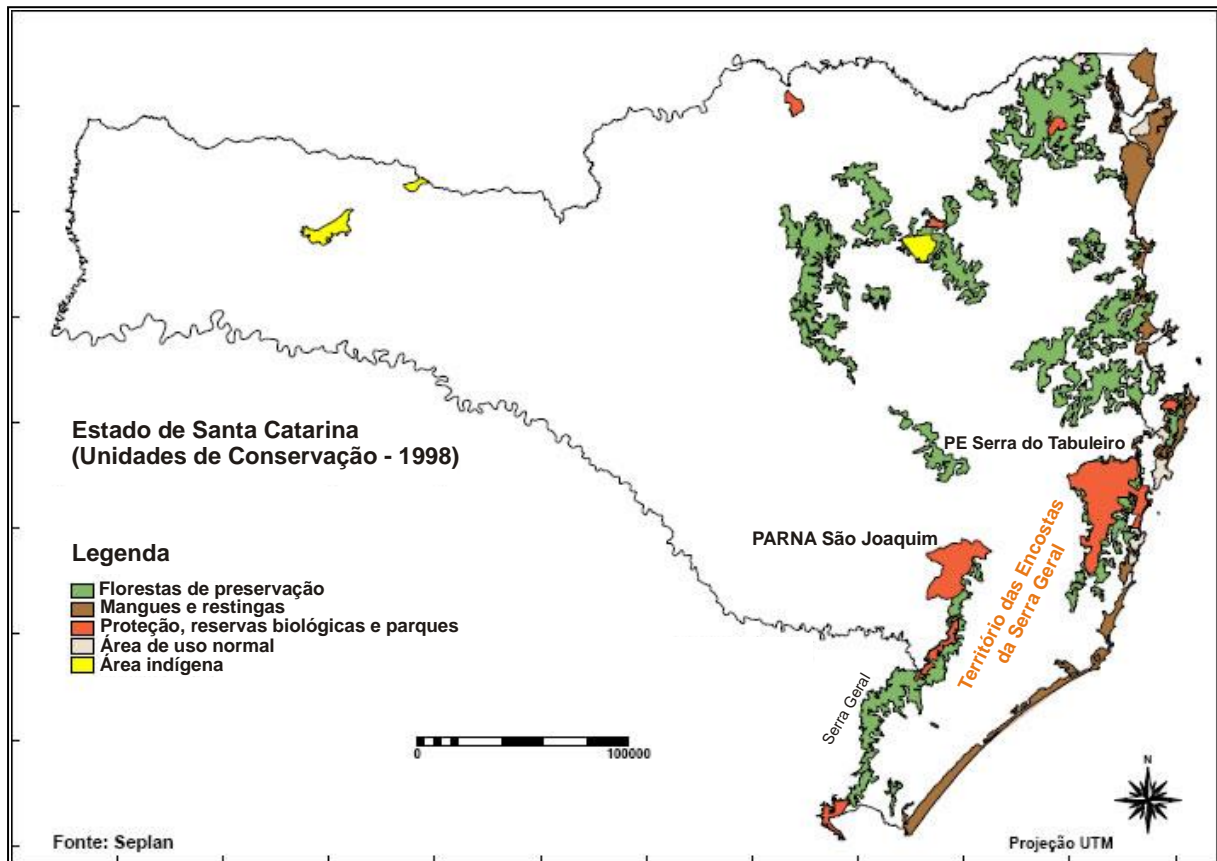 Estado de Santa Catarina
(Unidades de Conservação - 1998)
PE Serra do Tabuleiro
PARNA São Joaquim
Território das Encostas
da Serra Geral
Serra Geral
Legenda
Florestas de preservação
Mangues e restingas
Proteção, reservas biológicas e parques
Área de uso normal
Área indígena
0 100000
N
Fonte: Seplan
Projeção UTM